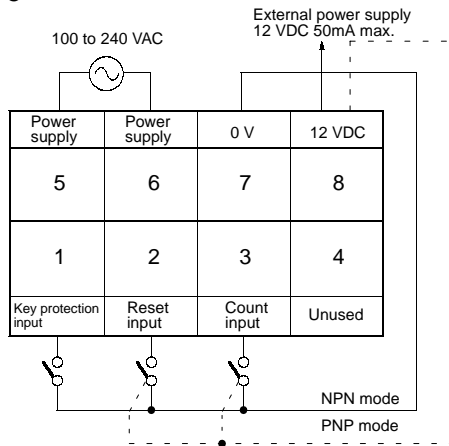 External power supply
12 VDC 50mA max.
100 to 240 VAC
Power supply
Power supply
0 V
12 VDC
5
6
7
8
1
2
3
4
Key protection input
Reset input
Count input
Unused
NPN mode
PNP mode